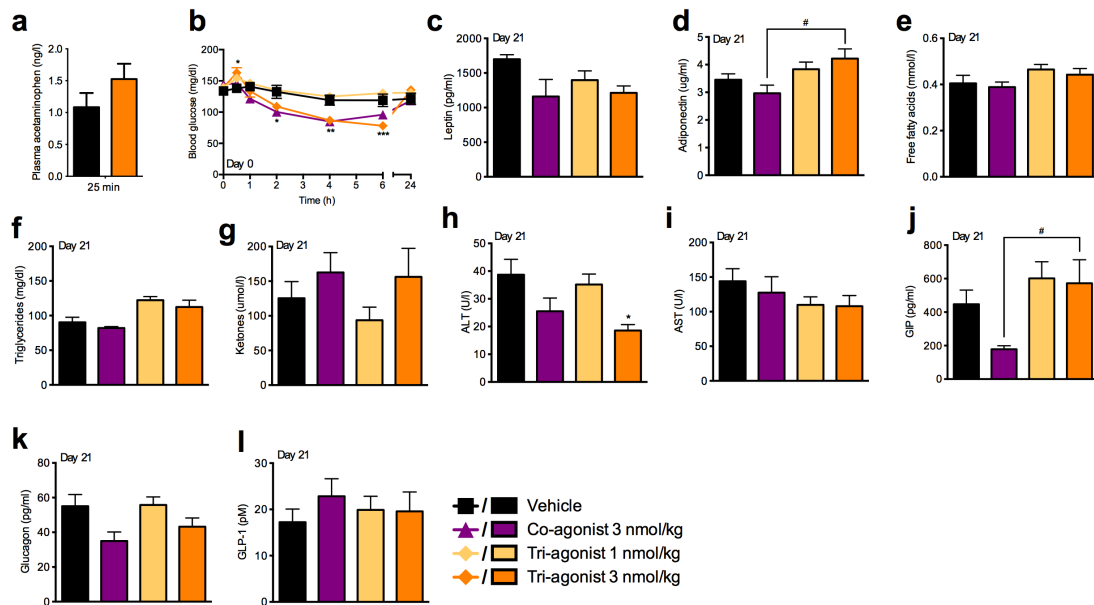 a
Plasma acetaminophen (ng/l)
2.0
1.5
1.0
0.5
0.0
25 min
b
Blood glucose (mg/dl)
200
150
100
50
0
*
*
**
***
Day 0
0 1 2 3 4 5 6 24
Time (h)
c
Day 21
Leptin (pg/ml)
2000
1500
1000
500
0
d
Day 21
#
Adiponectin (ug/ml)
5
4
3
2
1
0
e
Day 21
Free fatty acids (mmol/l)
0.6
0.4
0.2
0.0
f
Day 21
Triglycerides (mg/dl)
200
150
100
50
0
g
Day 21
Ketones (umol/l)
200
150
100
50
0
h
Day 21
ALT (U/l)
50
40
30
20
10
0
*
i
Day 21
AST (U/l)
200
150
100
50
0
j
Day 21
#
GIP (pg/ml)
800
600
400
200
0
k
Day 21
Glucagon (pg/ml)
80
60
40
20
0
l
Day 21
GLP-1 (pM)
30
20
10
0
/ Vehicle
/ Co-agonist 3 nmol/kg
/ Tri-agonist 1 nmol/kg
/ Tri-agonist 3 nmol/kg